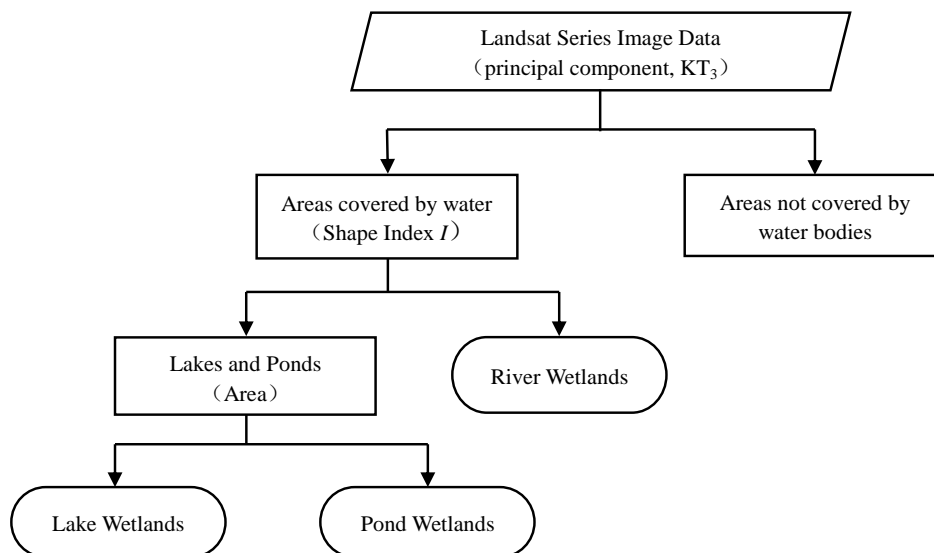 Landsat Series Image Data
（principal component, KT₃）
Areas covered by water
（Shape Index I）
Areas not covered by
water bodies
Lakes and Ponds
（Area）
River Wetlands
Lake Wetlands
Pond Wetlands